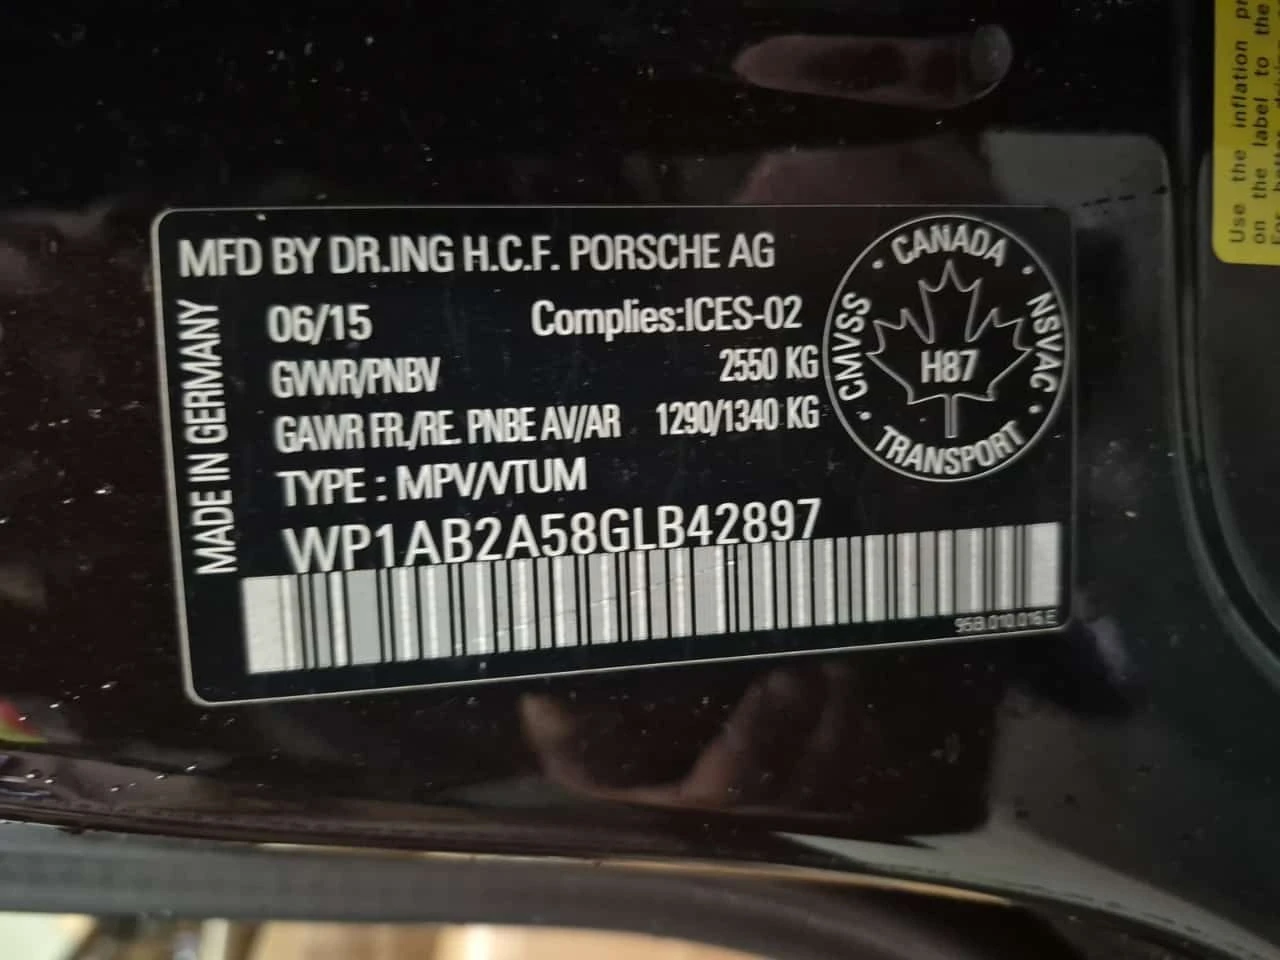 MFD BY DR.ING H.C.F. PORSCHE AG
06/15 Complies:ICES-02
GVWR/PNBV 2550 KG
GAWR FR./RE. PNBE AV/AR 1290/1340 KG
TYPE : MPV/VTUM
WP1AB2A58GLB42897
95B.010.016.E
MADE IN GERMANY
CANADA
CMVSS
NSVAC
H87
TRANSPORT
Use the inflation
on the label to the